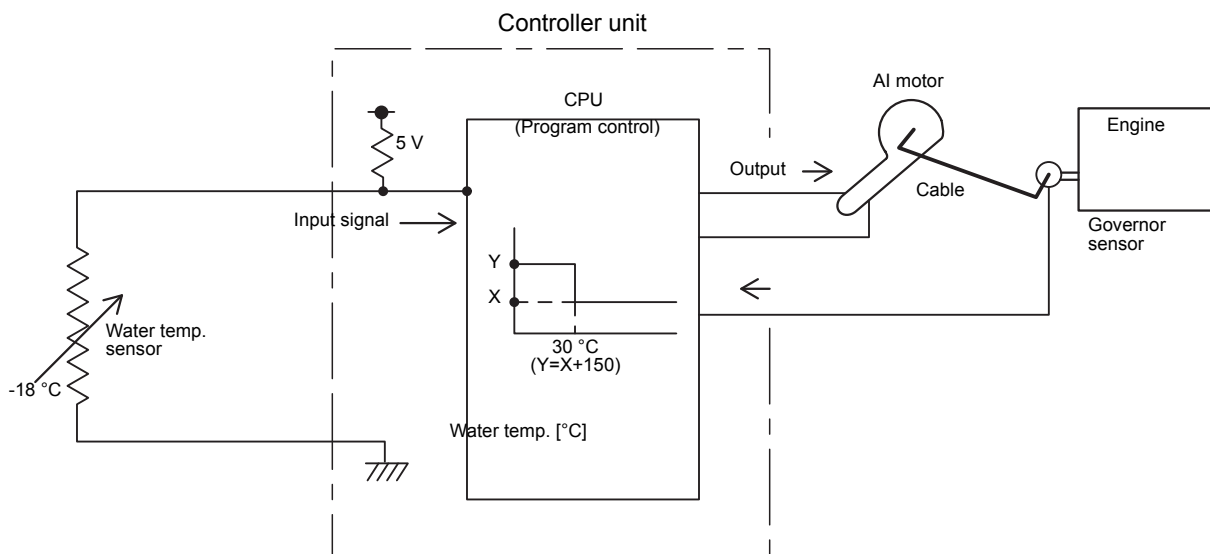 Controller unit
AI motor
CPU
(Program control)
Engine
5 V
Output
Cable
Input signal
Governor
sensor
Y
X
Water temp.
sensor
30 °C
(Y=X+150)
-18 °C
Water temp. [°C]